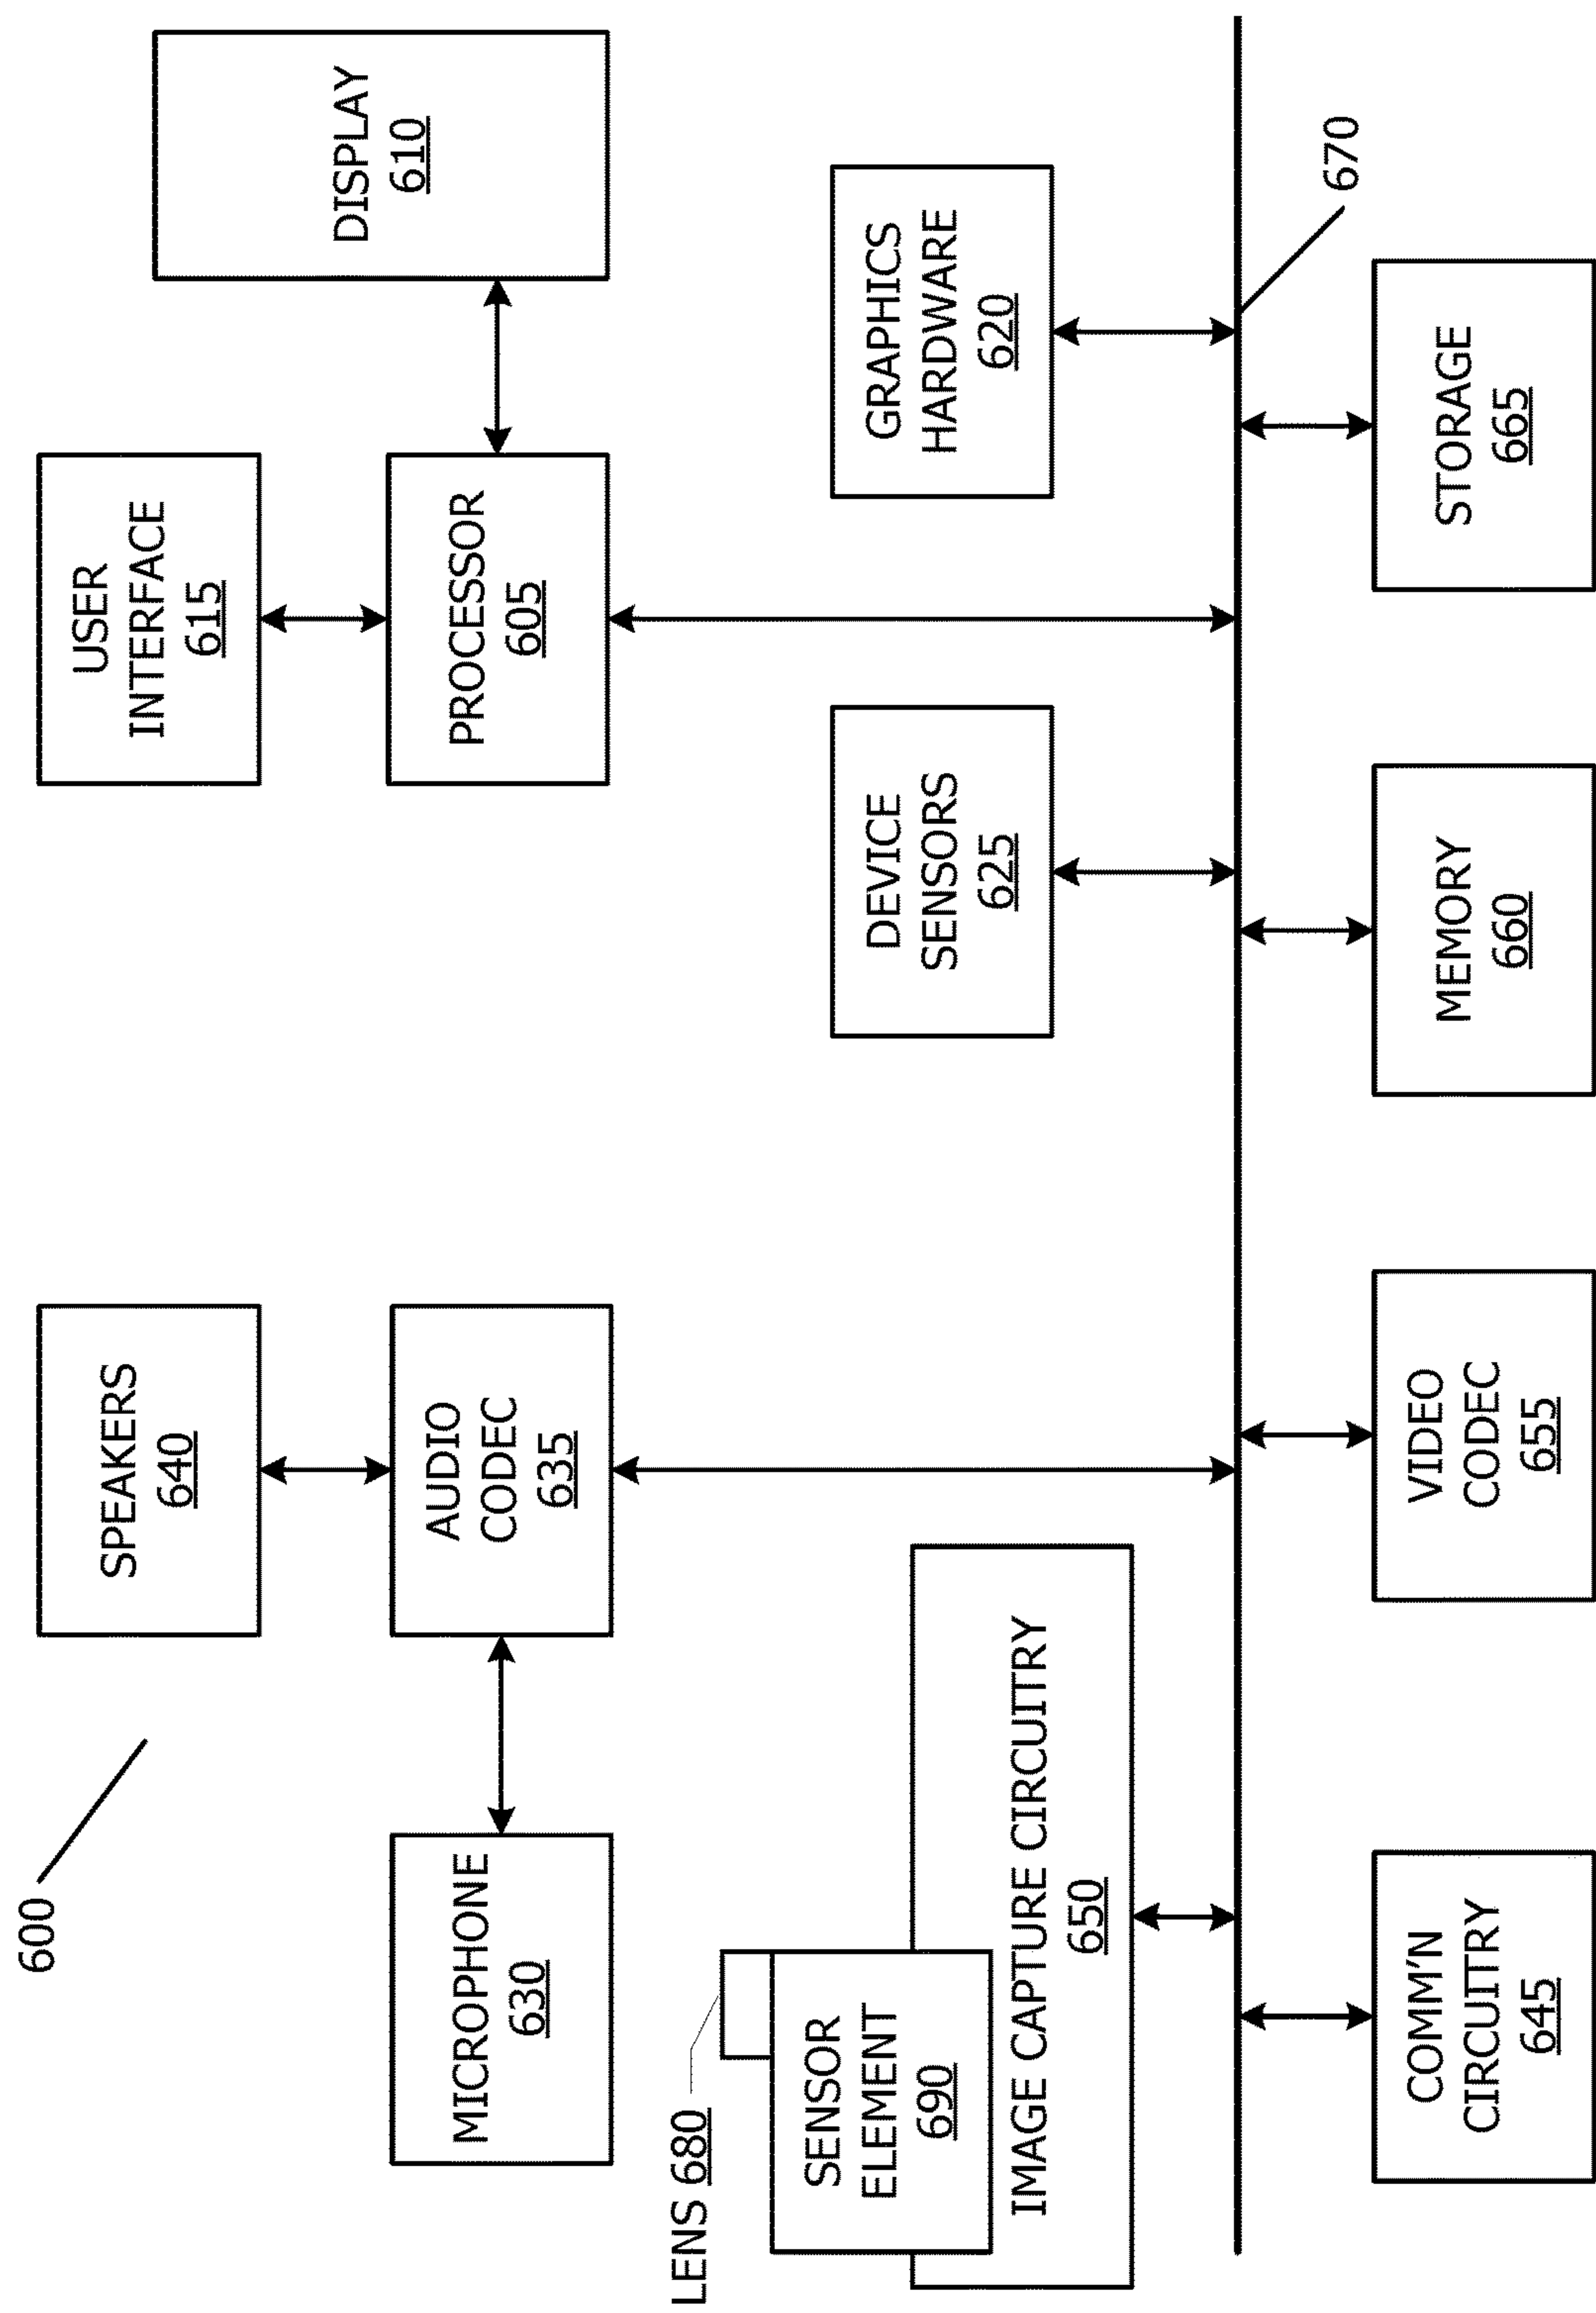 600
SPEAKERS
640
USER
INTERFACE
615
MICROPHONE
630
AUDIO
CODEC
635
PROCESSOR
605
DISPLAY
610
LENS 680
SENSOR
ELEMENT
690
IMAGE CAPTURE CIRCUITRY
650
DEVICE
SENSORS
625
GRAPHICS
HARDWARE
620
670
COMM'N
CIRCUITRY
645
VIDEO
CODEC
655
MEMORY
660
STORAGE
665